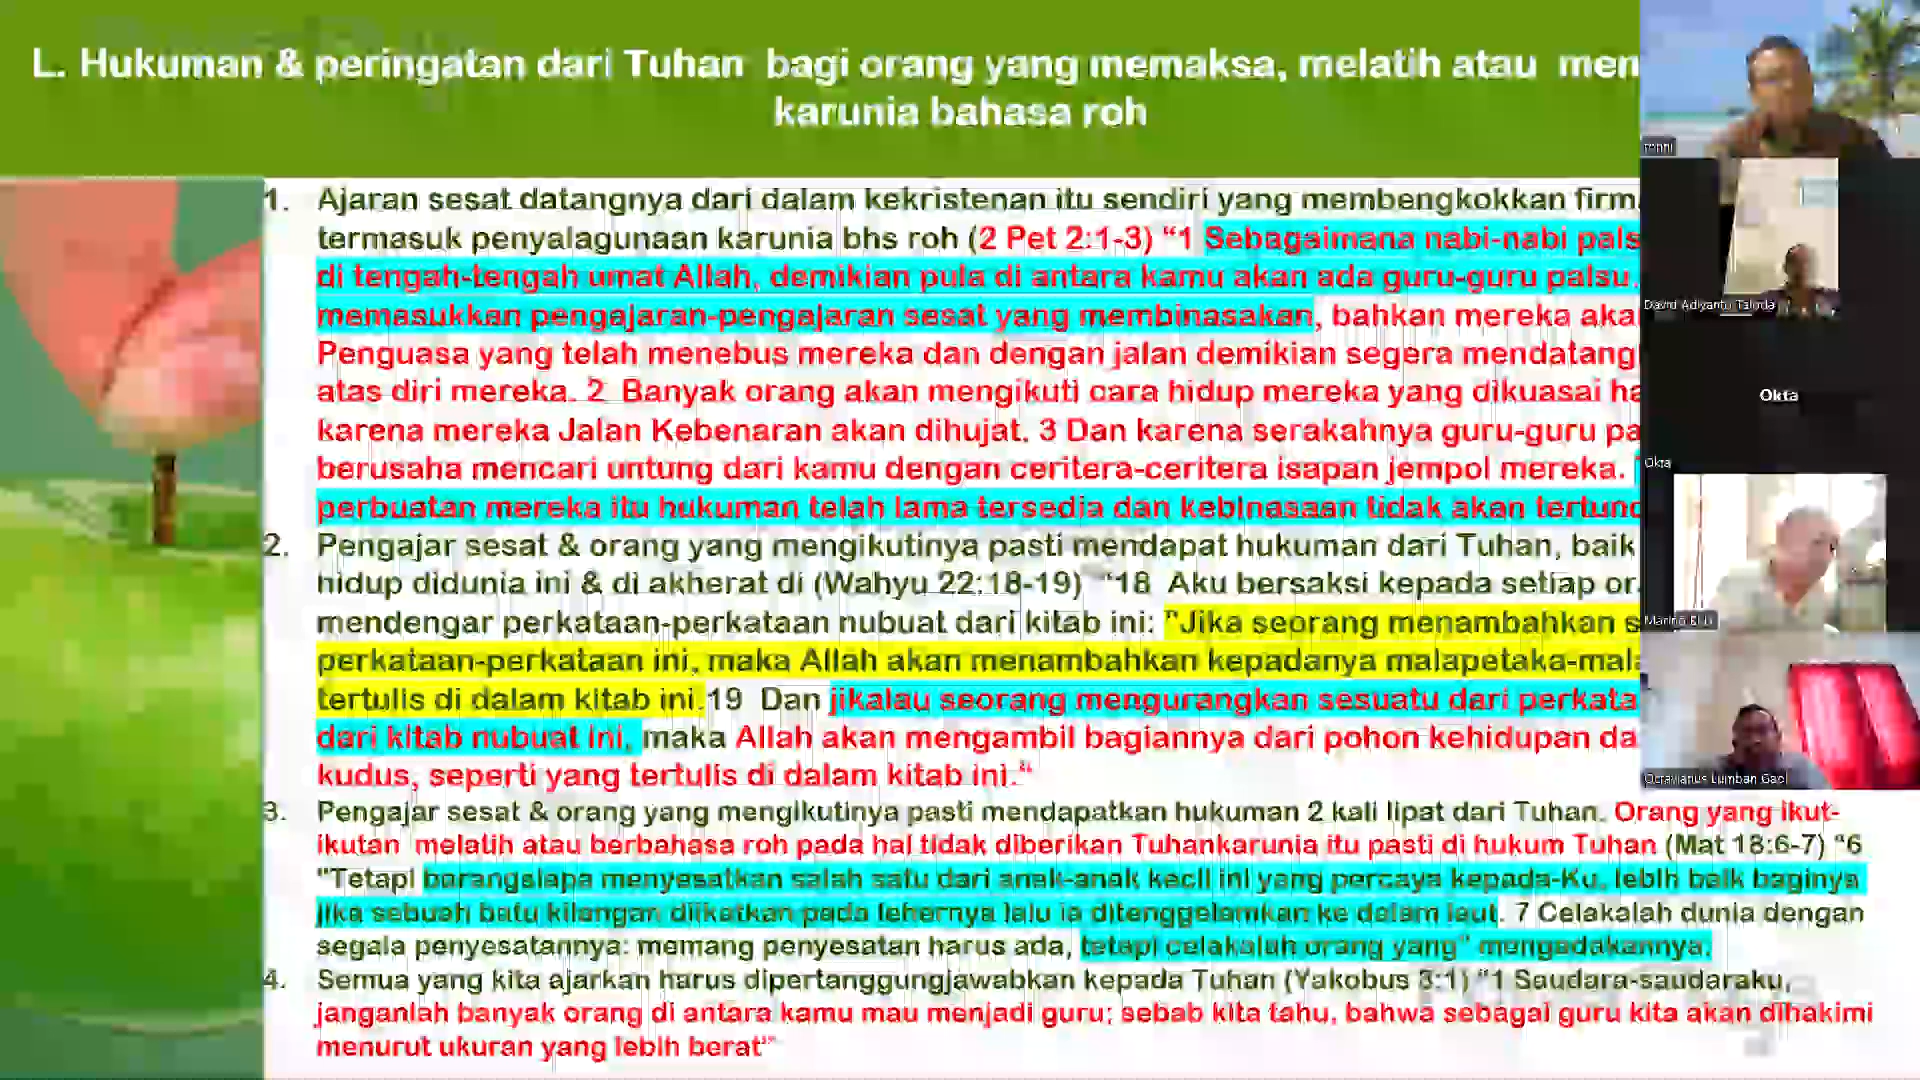 L. Hukuman & peringatan dari Tuhan bagi orang yang memaksa, melatih atau
karunia bahasa roh
1. Ajaran sesat datangnya dari dalam kekristenan itu sendiri yang membengkokkan
termasuk penyalagunaan karunia bhs roh (2 Pet 2:1-3) “1 Sebagaimana nabi-nabi
di tengah-tengah umat Allah, demikian pula di antara kamu akan ada guru-guru palsu.
memasukkan pengajaran-pengajaran sesat yang membinasakan, bahkan mereka
Penguasa yang telah menebus mereka dan dengan jalan demikian segera
atas diri mereka. 2 Banyak orang akan mengikuti cara hidup mereka yang dikuasai
karena mereka Jalan Kebenaran akan dihujat. 3 Dan karena serakahnya guru-guru
berusaha mencari untung dari kamu dengan ceritera-ceritera isapan jempol mereka.
perbuatan mereka itu hukuman telah lama tersedia dan kebinasaan tidak akan
2. Pengajar sesat & orang yang mengikutinya pasti mendapat hukuman dari Tuhan, baik
hidup didunia ini & di akherat di (Wahyu 22:18-19) “18 Aku bersaksi kepada setiap
mendengar perkataan-perkataan nubuat dari kitab ini: "Jika seorang menambahkan
perkataan-perkataan ini, maka Allah akan menambahkan kepadanya
tertulis di dalam kitab ini.19 Dan jikalau seorang mengurangkan sesuatu dari
dari kitab nubuat ini, maka Allah akan mengambil bagiannya dari pohon kehidupan
kudus, seperti yang tertulis di dalam kitab ini.“
3. Pengajar sesat & orang yang mengikutinya pasti mendapatkan hukuman 2 kali lipat dari Tuhan. Orang yang ikut-
ikutan melatih atau berbahasa roh pada hal tidak diberikan Tuhankarunia itu pasti di hukum Tuhan (Mat 18:6-7) “6
"Tetapi barangsiapa menyesatkan salah satu dari anak-anak kecil ini yang percaya kepada-Ku, lebih baik baginya
jika sebuah batu kilangan diikatkan pada lehernya lalu ia ditenggelamkan ke dalam laut. 7 Celakalah dunia dengan
segala penyesatannya: memang penyesatan harus ada, tetapi celakalah orang yang" mengadakannya.
4. Semua yang kita ajarkan harus dipertanggungjawabkan kepada Tuhan (Yakobus 3:1) “1 Saudara-saudaraku,
janganlah banyak orang di antara kamu mau menjadi guru; sebab kita tahu, bahwa sebagai guru kita akan dihakimi
menurut ukuran yang lebih berat”
David Adiyanto
Okta
Okta
Octavianus Lumban Gaol